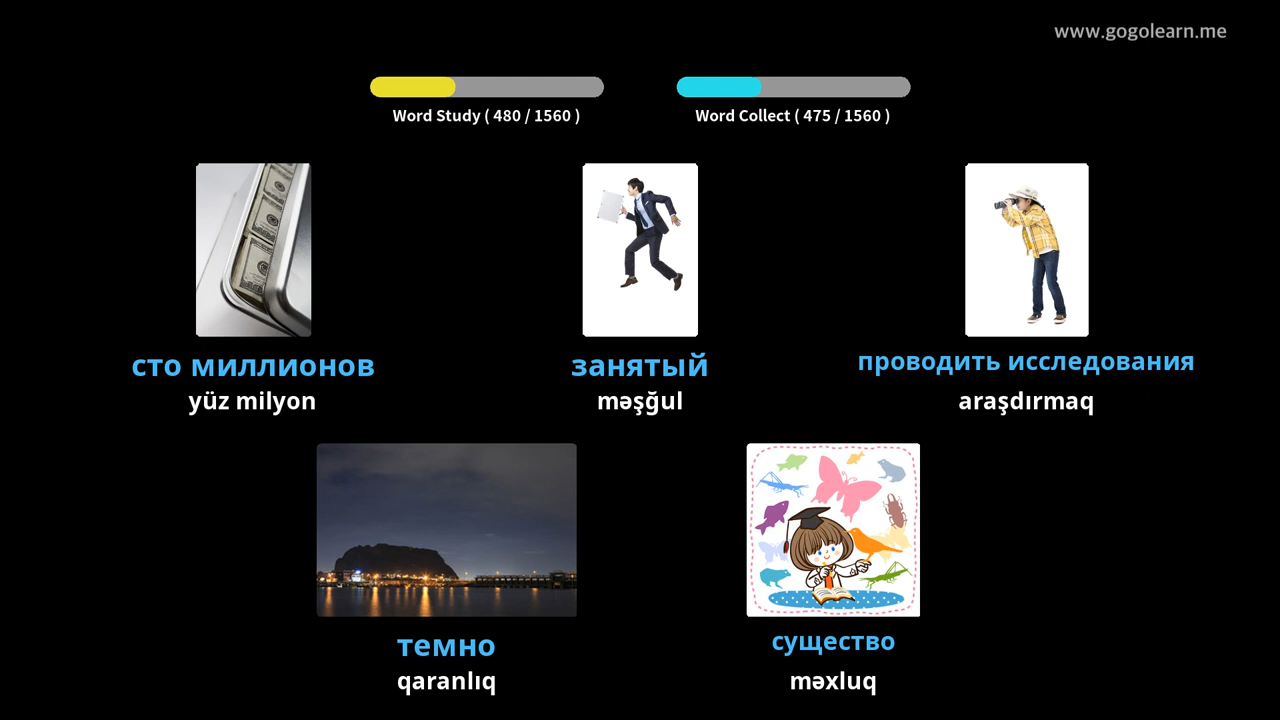 www.gogolearn.me
Word Study ( 480 / 1560 )
Word Collect ( 475 / 1560 )
сто миллионов
yüz milyon
занятый
məşğul
проводить исследования
araşdırmaq
темно
qaranlıq
существо
məxluq